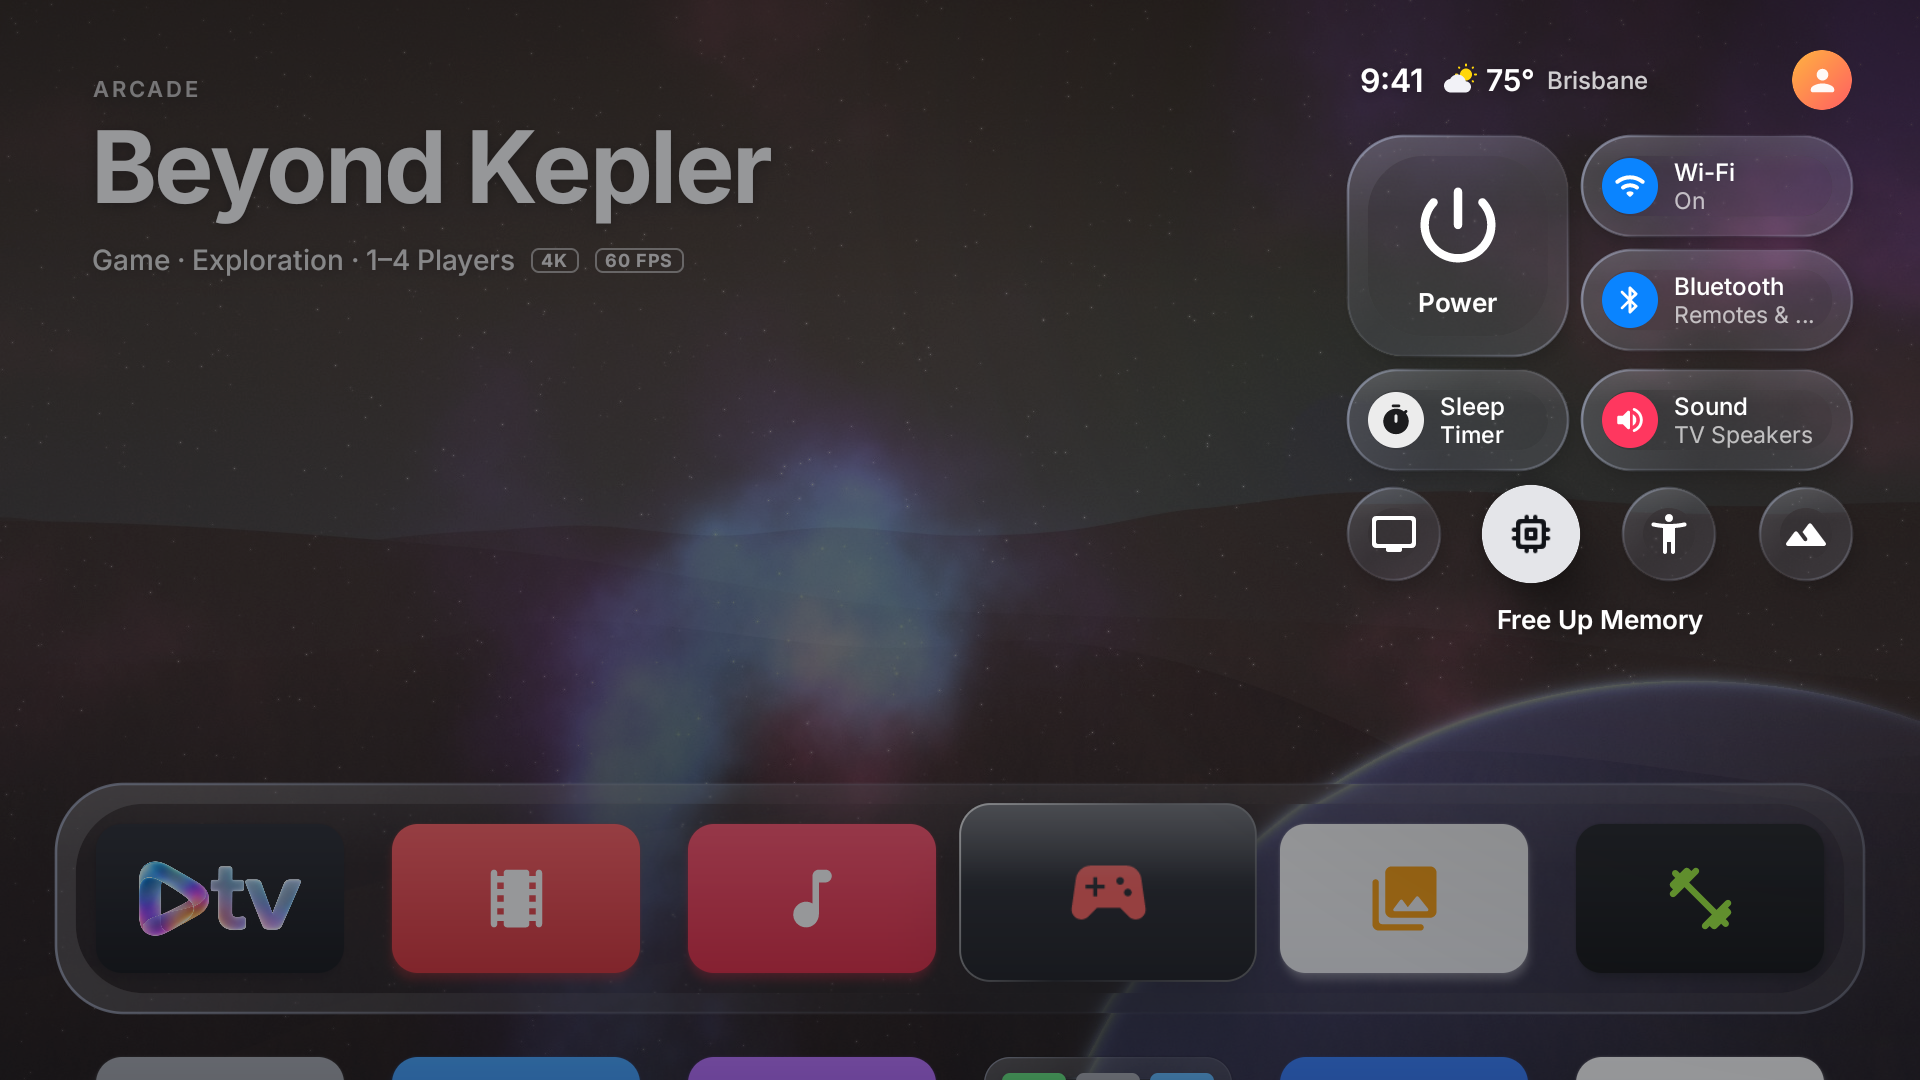 ARCADE
Beyond Kepler
Game · Exploration · 1–4 Players 4K 60 FPS
9:41 75° Brisbane
Power
Wi-Fi
On
Bluetooth
Remotes & ...
Sleep
Timer
Sound
TV Speakers
Free Up Memory
tv